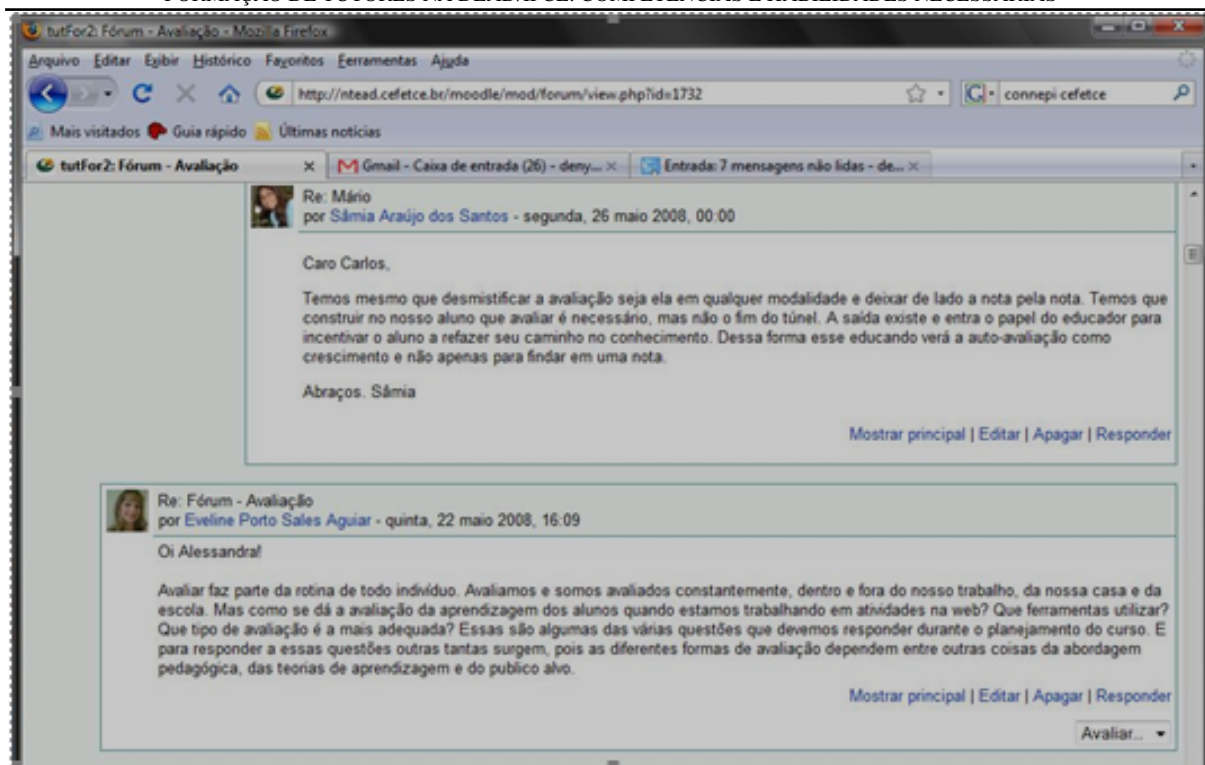 FORMAÇÃO DE TUTORES NA DEAD/IFCE: COMPETÊNCIAS E HABILIDADES NECESSÁRIAS
tutFor2: Fórum - Avaliação - Mozilla Firefox
Arquivo Editar Exibir Histórico Favoritos Ferramentas Ajuda
http://ntead.cefetce.br/moodle/mod/forum/view.php?id=1732 connepi cefetce
Mais visitados Guia rápido Últimas notícias
tutFor2: Fórum - Avaliação Gmail - Caixa de entrada (26) - deny... Entrada: 7 mensagens não lidas - de...
Re: Mário
por Sâmia Araújo dos Santos - segunda, 26 maio 2008, 00:00
Caro Carlos,
Temos mesmo que desmistificar a avaliação seja ela em qualquer modalidade e deixar de lado a nota pela nota. Temos que
construir no nosso aluno que avaliar é necessário, mas não o fim do túnel. A saída existe e entra o papel do educador para
incentivar o aluno a refazer seu caminho no conhecimento. Dessa forma esse educando verá a auto-avaliação como
crescimento e não apenas para findar em uma nota.
Abraços. Sâmia
Mostrar principal | Editar | Apagar | Responder
Re: Fórum - Avaliação
por Eveline Porto Sales Aguiar - quinta, 22 maio 2008, 16:09
Oi Alessandra!
Avaliar faz parte da rotina de todo indivíduo. Avaliamos e somos avaliados constantemente, dentro e fora do nosso trabalho, da nossa casa e da
escola. Mas como se dá a avaliação da aprendizagem dos alunos quando estamos trabalhando em atividades na web? Que ferramentas utilizar?
Que tipo de avaliação é a mais adequada? Essas são algumas das várias questões que devemos responder durante o planejamento do curso. E
para responder a essas questões outras tantas surgem, pois as diferentes formas de avaliação dependem entre outras coisas da abordagem
pedagógica, das teorias de aprendizagem e do publico alvo.
Mostrar principal | Editar | Apagar | Responder
Avaliar...